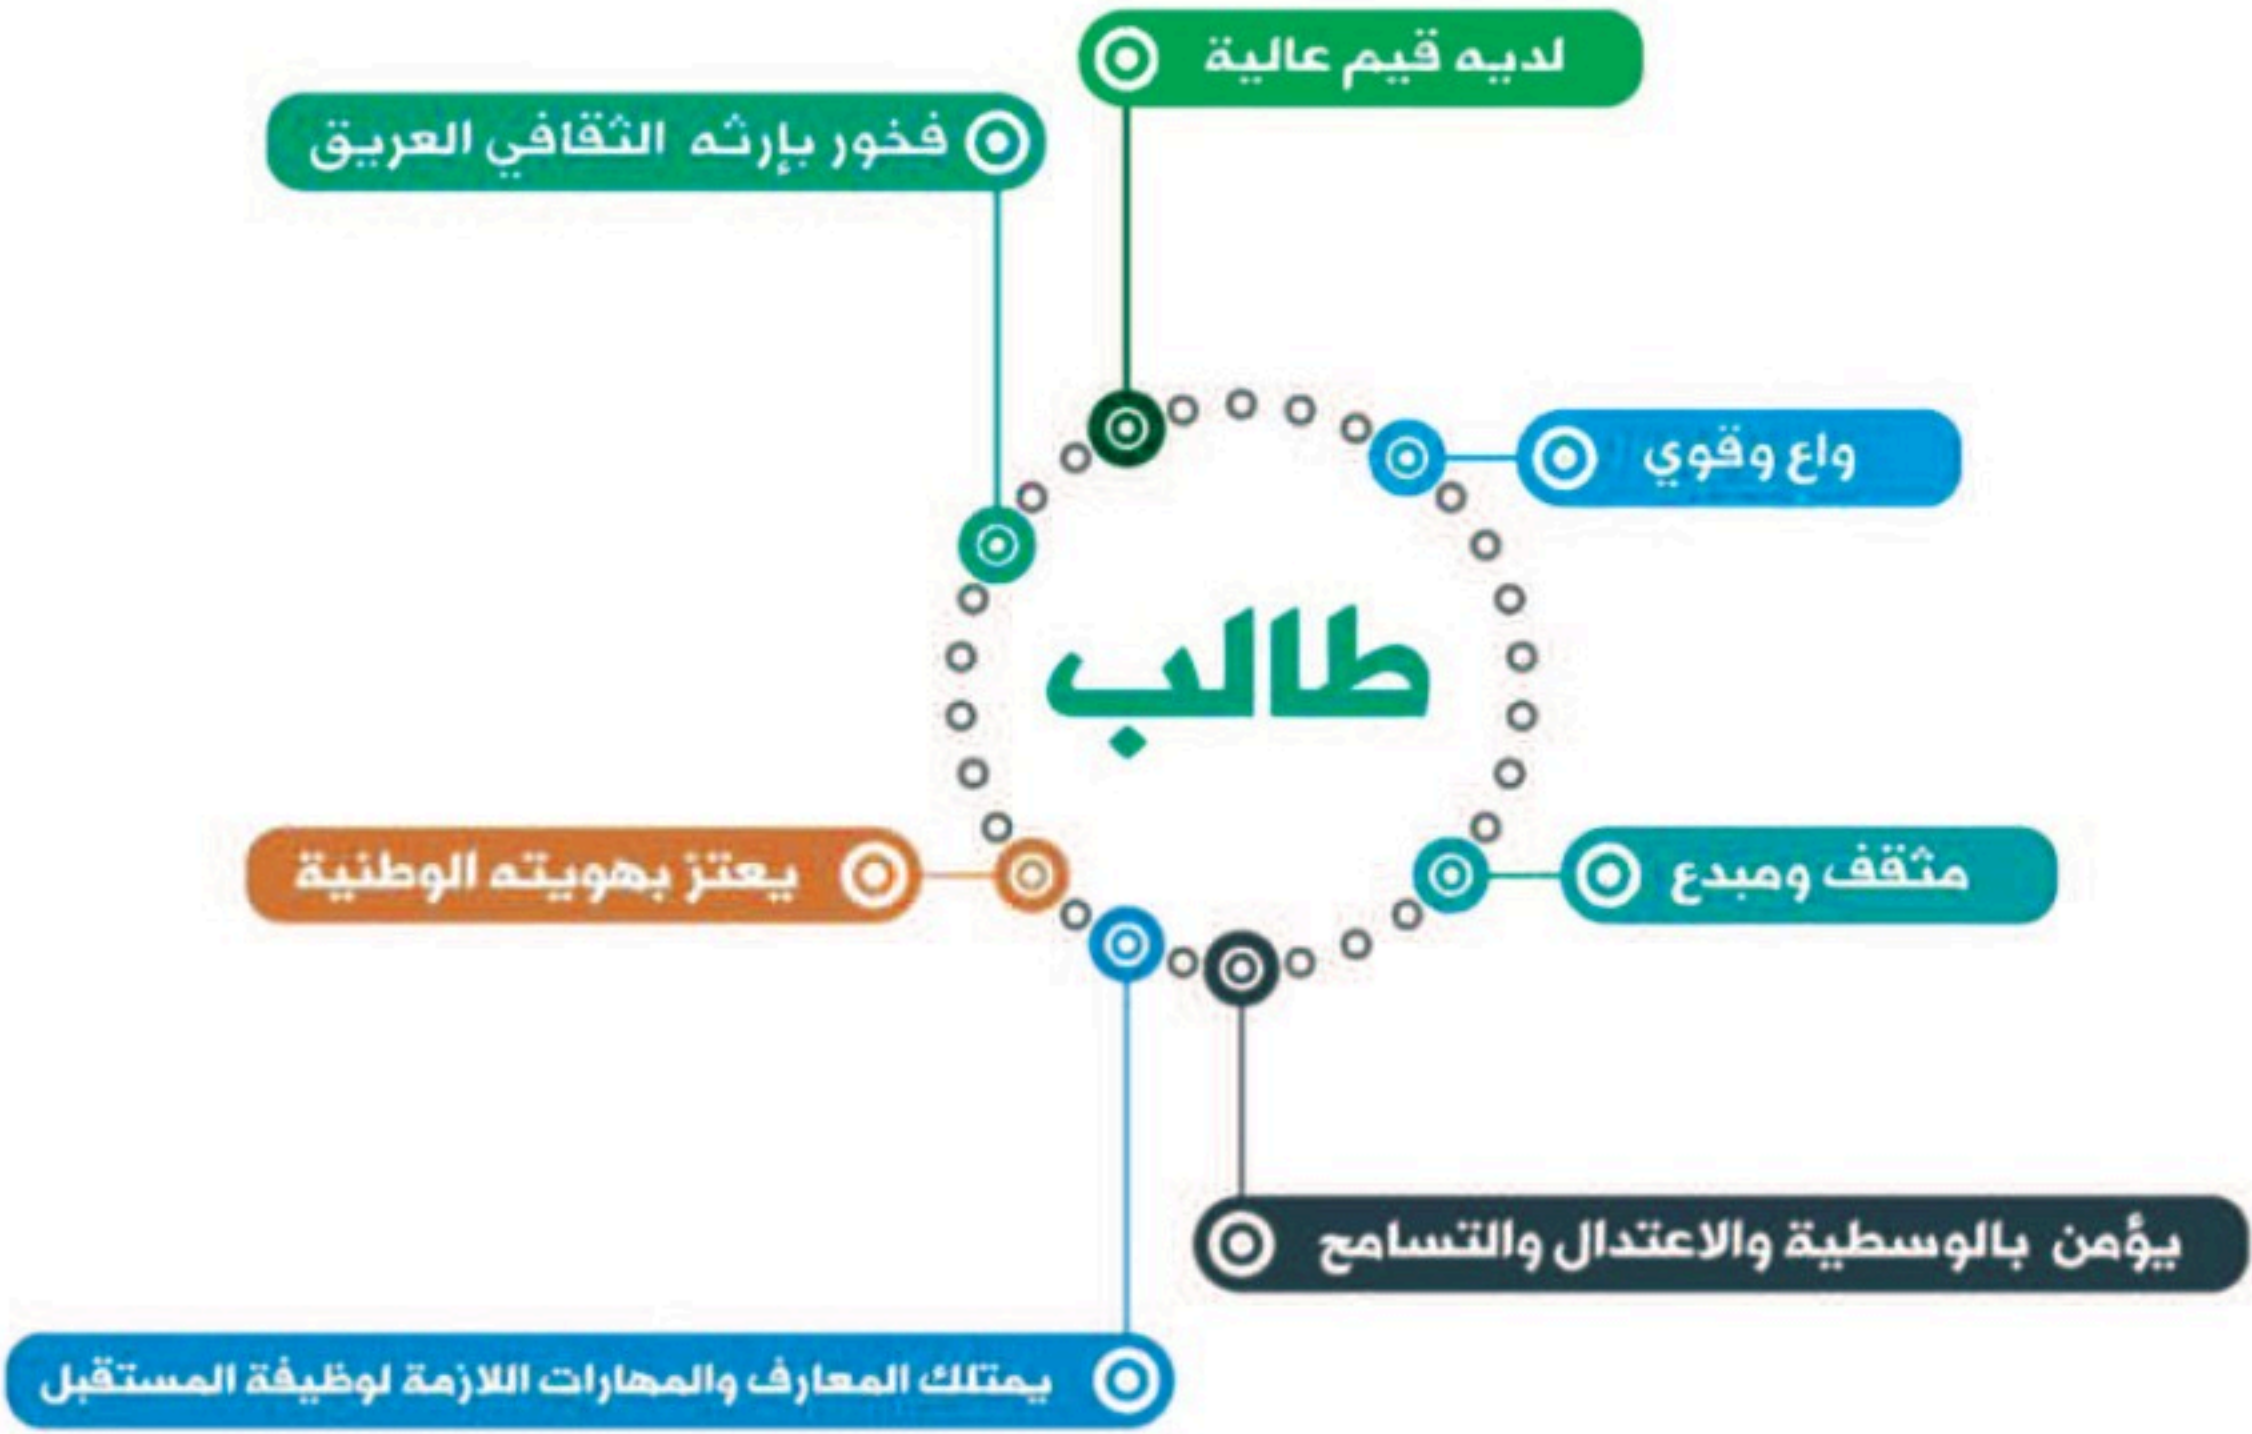 لديه قيم عالية
فخور بإرثه الثقافي العريق
واع وقوي
طالب
يعتز بهويته الوطنية
مثقف ومبدع
يؤمن بالوسطية والاعتدال والتسامح
يمتلك المعارف والمهارات اللازمة لوظيفة المستقبل